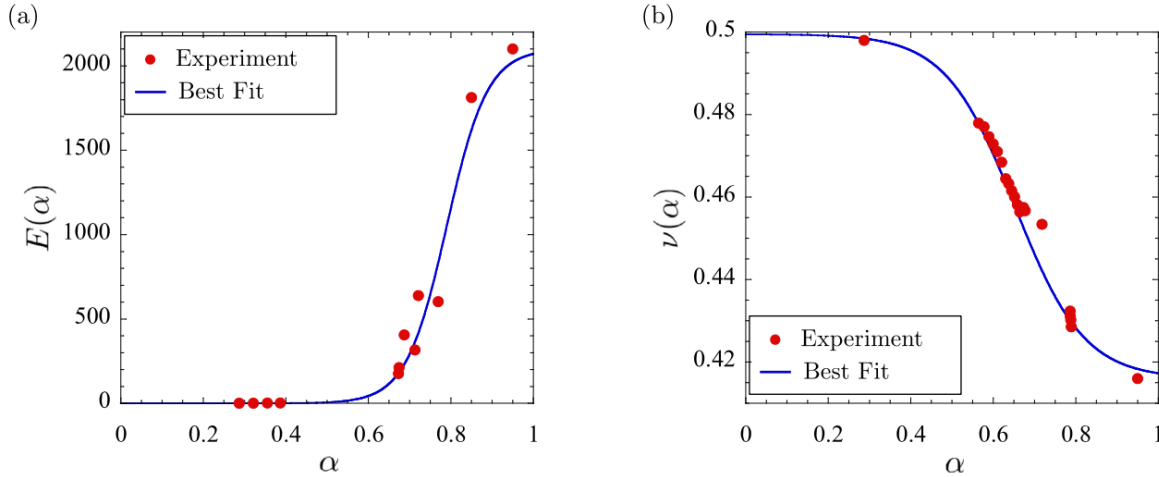 (a)
Experiment
Best Fit
2000
1500
1000
500
0
E(α)
0 0.2 0.4 0.6 0.8 1
α
(b)
0.5
0.48
0.46
0.44
0.42
ν(α)
Experiment
Best Fit
0 0.2 0.4 0.6 0.8 1
α